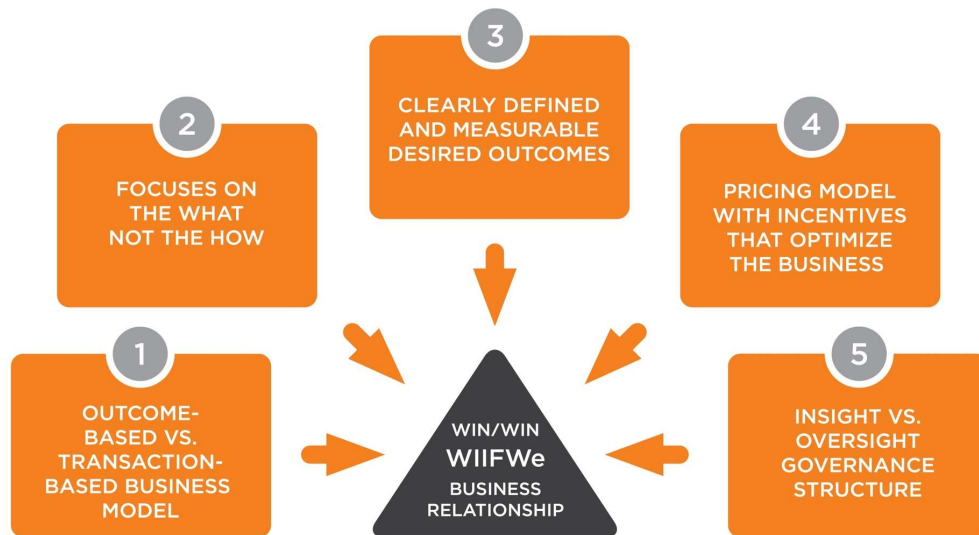 1
OUTCOME-
BASED VS.
TRANSACTION-
BASED BUSINESS
MODEL
2
FOCUSES ON
THE WHAT
NOT THE HOW
3
CLEARLY DEFINED
AND MEASURABLE
DESIRED OUTCOMES
4
PRICING MODEL
WITH INCENTIVES
THAT OPTIMIZE
THE BUSINESS
5
INSIGHT VS.
OVERSIGHT
GOVERNANCE
STRUCTURE
WIN/WIN
WIIFWe
BUSINESS
RELATIONSHIP